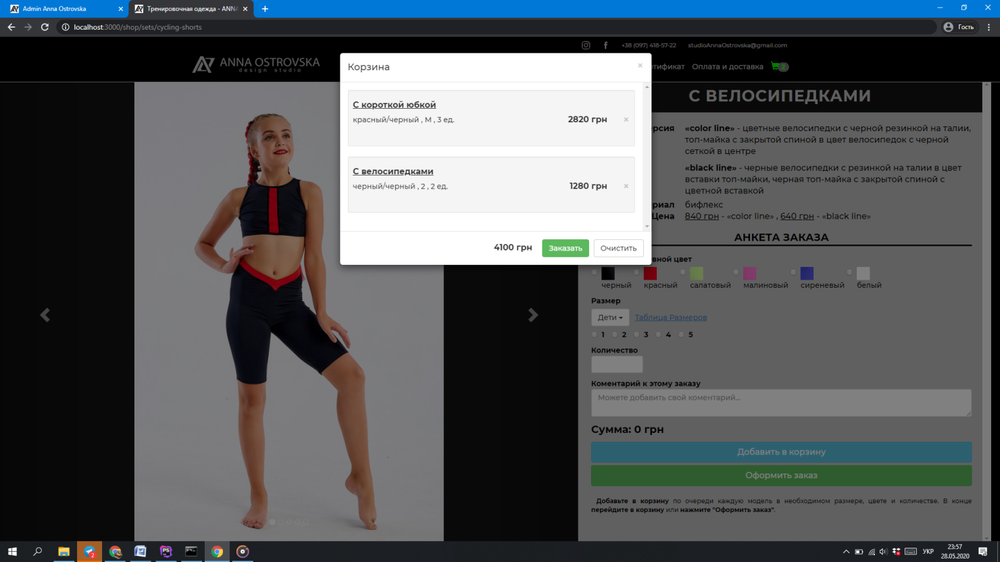 Admin Anna Ostrovska
Тренировочная одежда - ANN
localhost:3000/shop/sets/cycling-shorts
Гость
+38 (097) 418-57-22 studioAnnaOstrovska@gmail.com
ANNA OSTROVSKA
design studio
тификат Оплата и доставка 2
Корзина
С короткой юбкой
красный/черный , M , 3 ед.
2820 грн
С велосипедками
черный/черный , 2 , 2 ед.
1280 грн
4100 грн Заказать Очистить
С ВЕЛОСИПЕДКАМИ
рсия «color line» - цветные велосипедки с черной резинкой на талии,
топ-майка с закрытой спиной в цвет велосипедок с черной
сеткой в центре
«black line» - черные велосипедки с резинкой на талии в цвет
вставки топ-майки, черная топ-майка с закрытой спиной с
цветной вставкой
риал бифлекс
Цена 840 грн - «color line» , 640 грн - «black line»
АНКЕТА ЗАКАЗА
вной цвет
черный красный салатовый малиновый сиреневый белый
Размер
Дети Таблица Размеров
1 2 3 4 5
Количество
Коментарий к этому заказу
Можете добавить свой коментарий...
Сумма: 0 грн
Добавить в корзину
Оформить заказ
Добавьте в корзину по очереди каждую модель в необходимом размере, цвете и количестве. В конце
перейдите в корзину или нажмите "Оформить заказ".
2
PS
УКР
23:57
28.05.2020